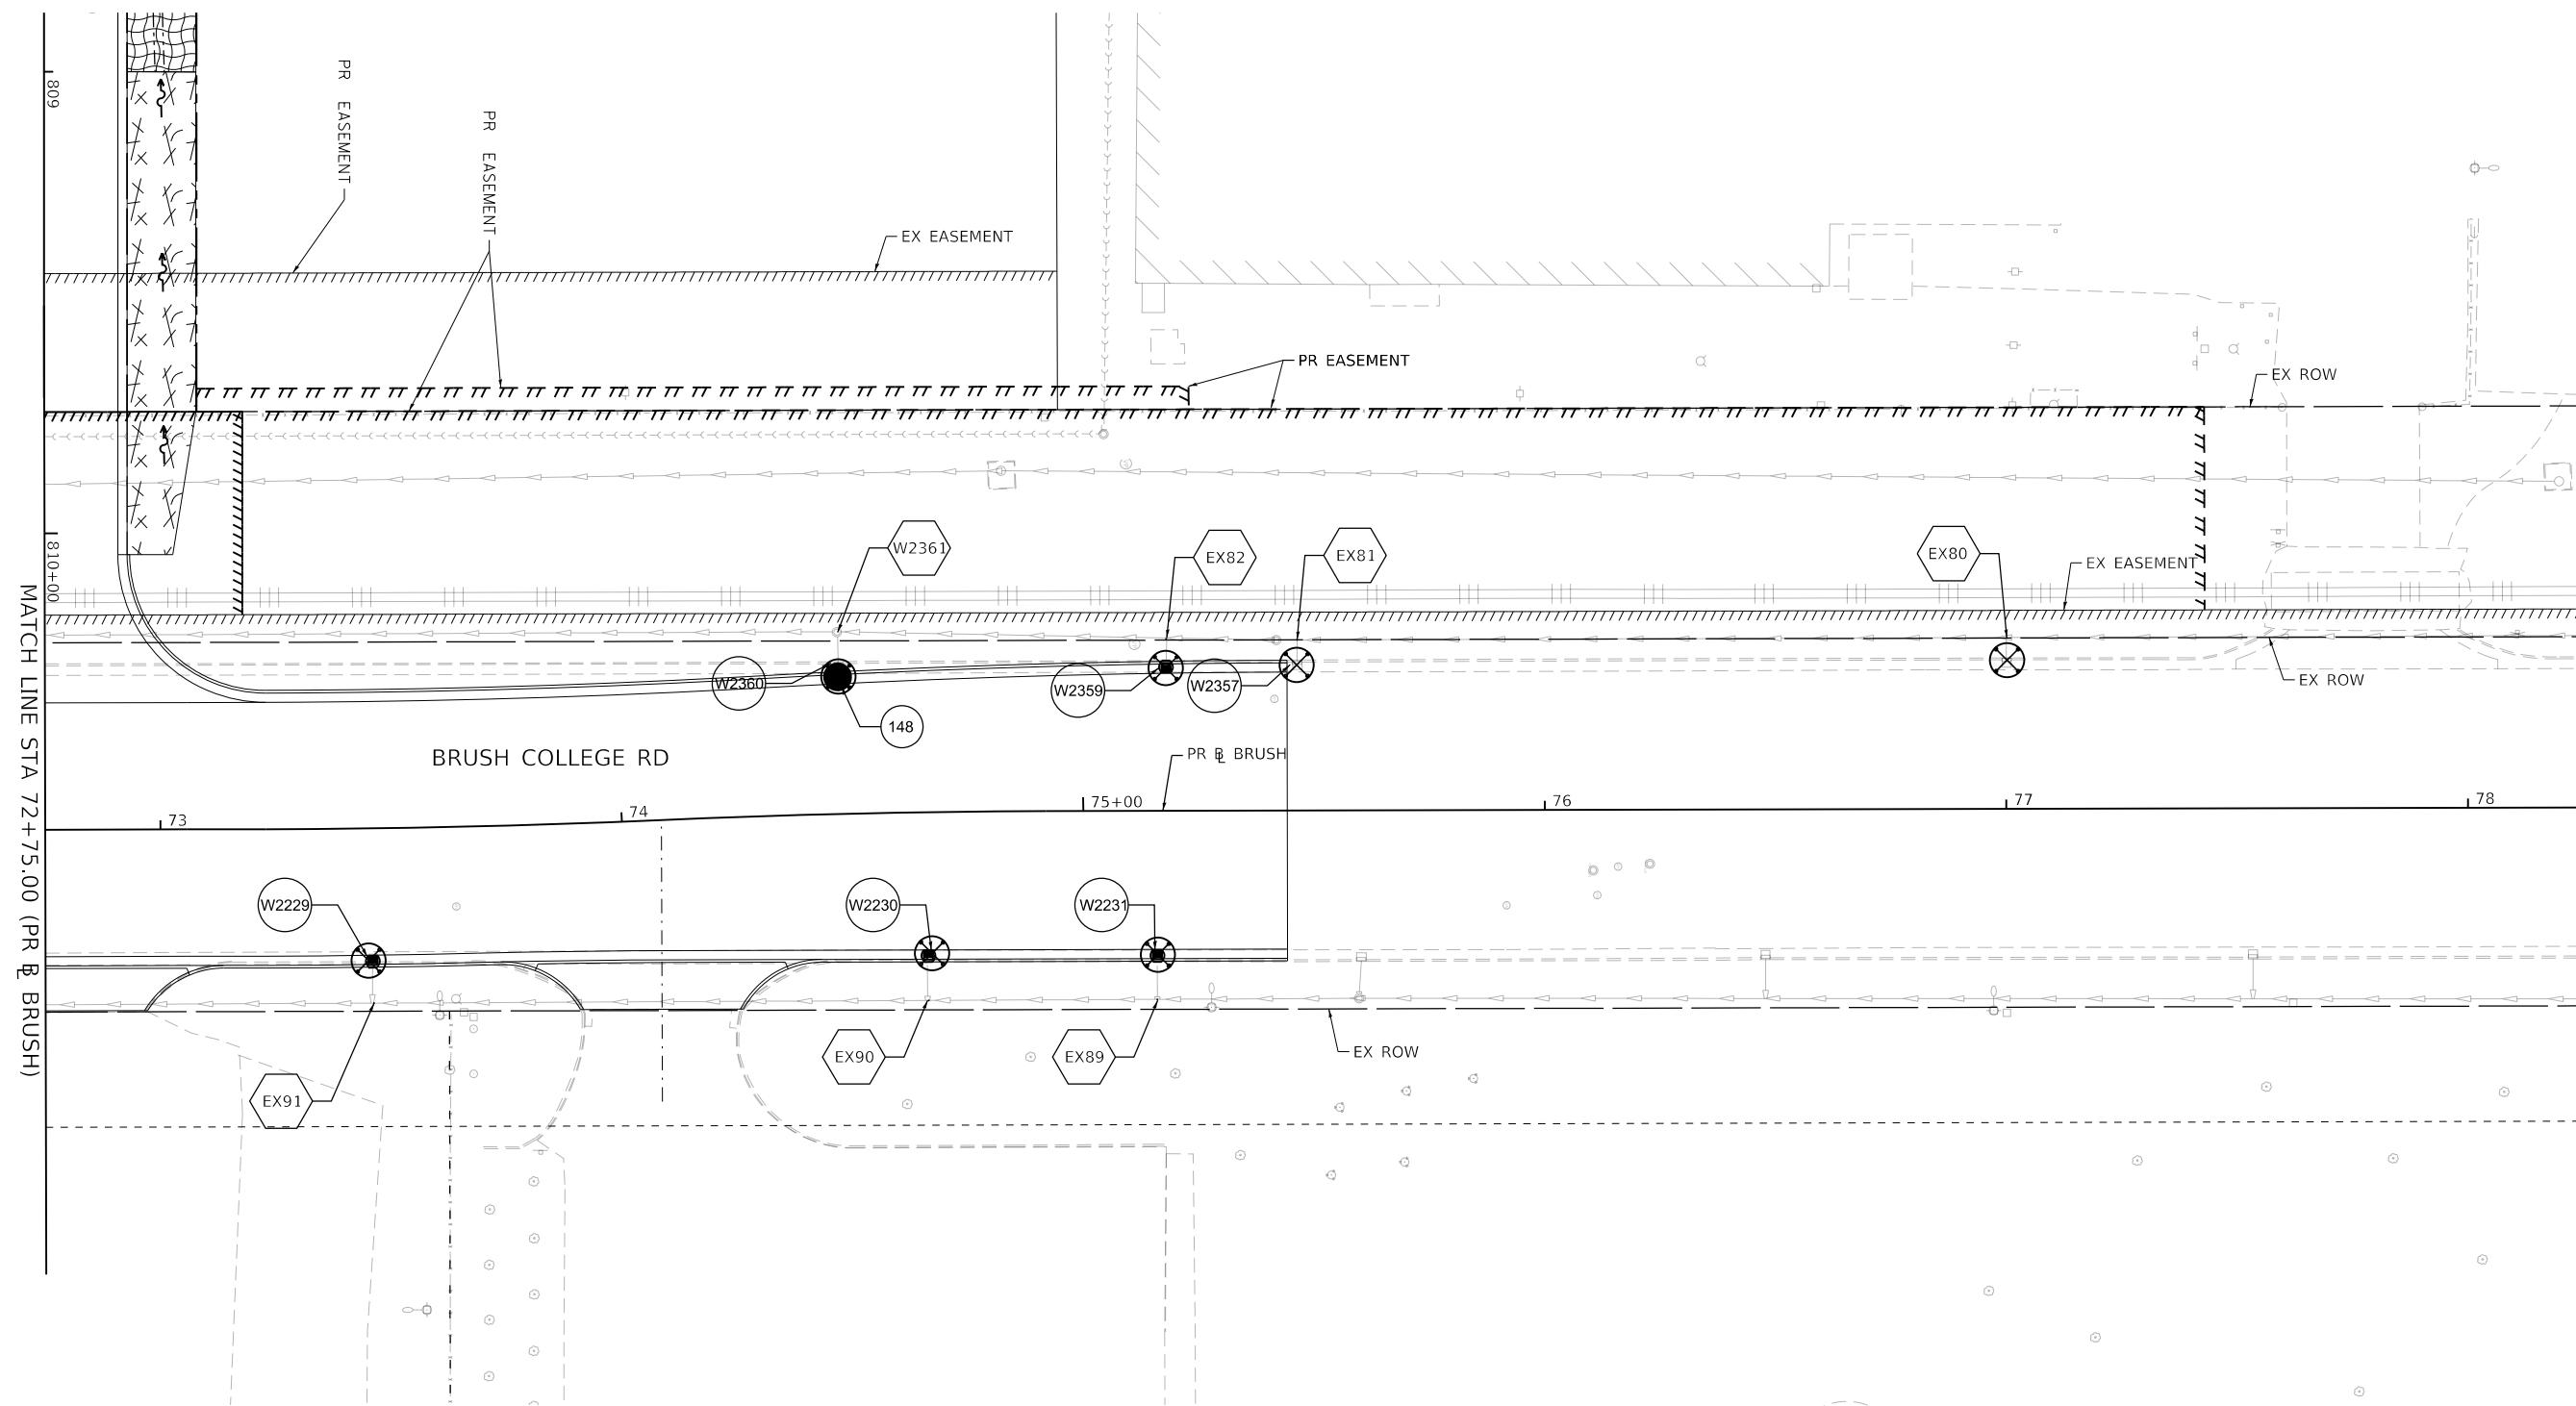 809
PR EASEMENT
PR EASEMENT
EX EASEMENT
PR EASEMENT
EX ROW
810+00
W2361
EX82
EX81
EX80
EX EASEMENT
W2360
W2359
W2357
EX ROW
148
BRUSH COLLEGE RD
PR BL BRUSH
73
74
75+00
76
77
78
MATCH LINE STA 72+75.00 (PR BL BRUSH)
W2229
W2230
W2231
EX90
EX89
EX ROW
EX91